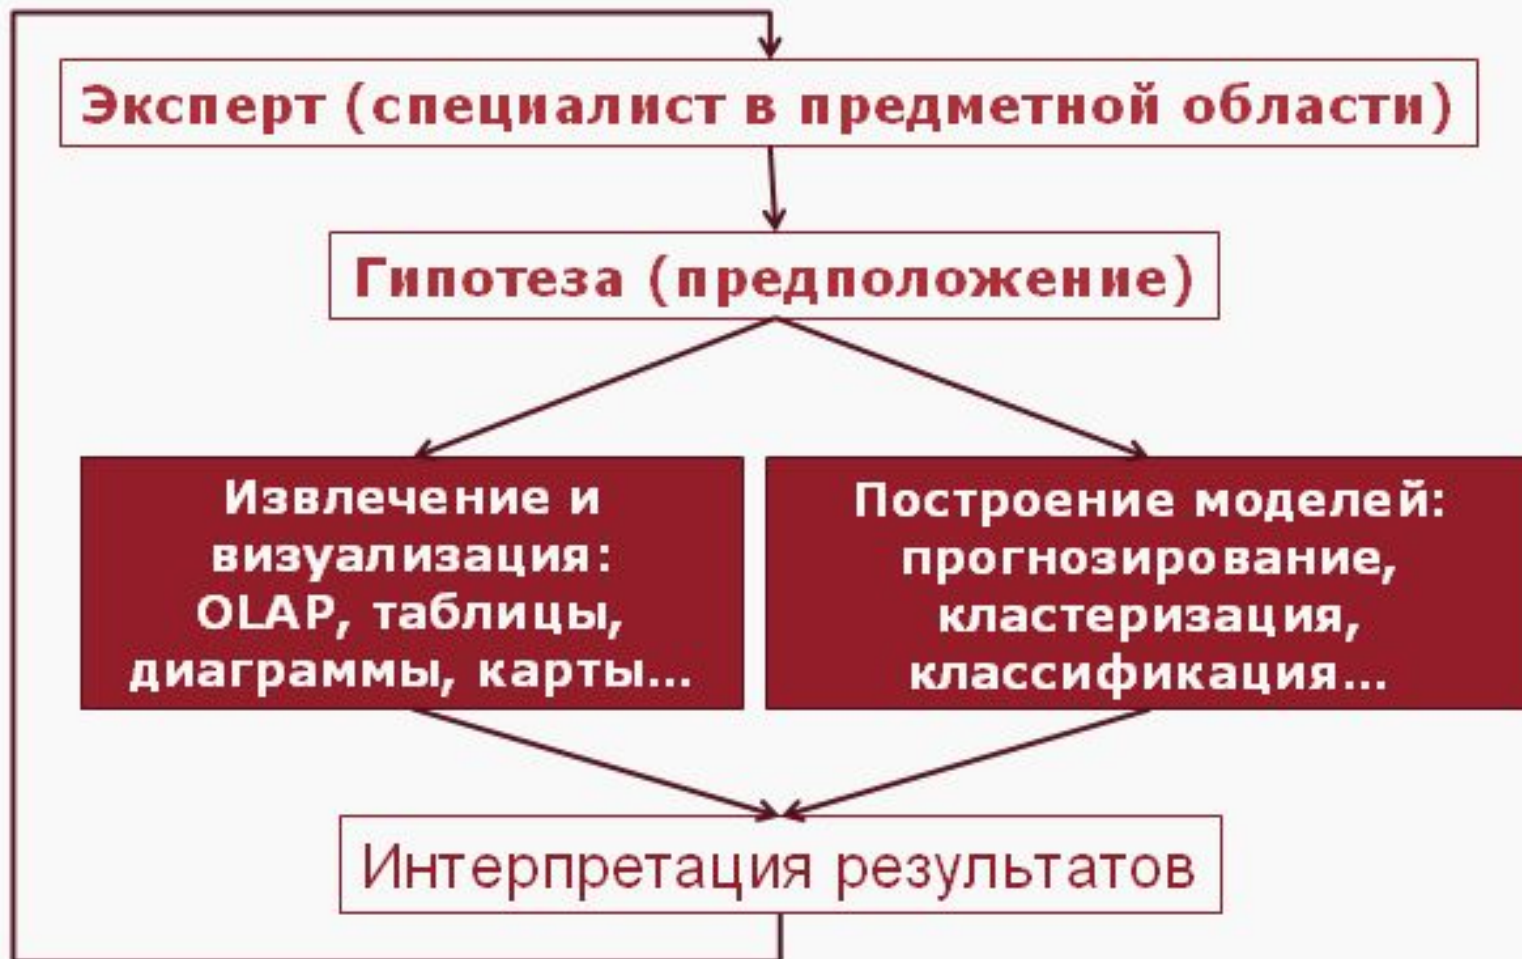 Эксперт (специалист в предметной области)
Гипотеза (предположение)
Извлечение и
визуализация:
OLAP, таблицы,
диаграммы, карты...
Построение моделей:
прогнозирование,
кластеризация,
классификация...
Интерпретация результатов